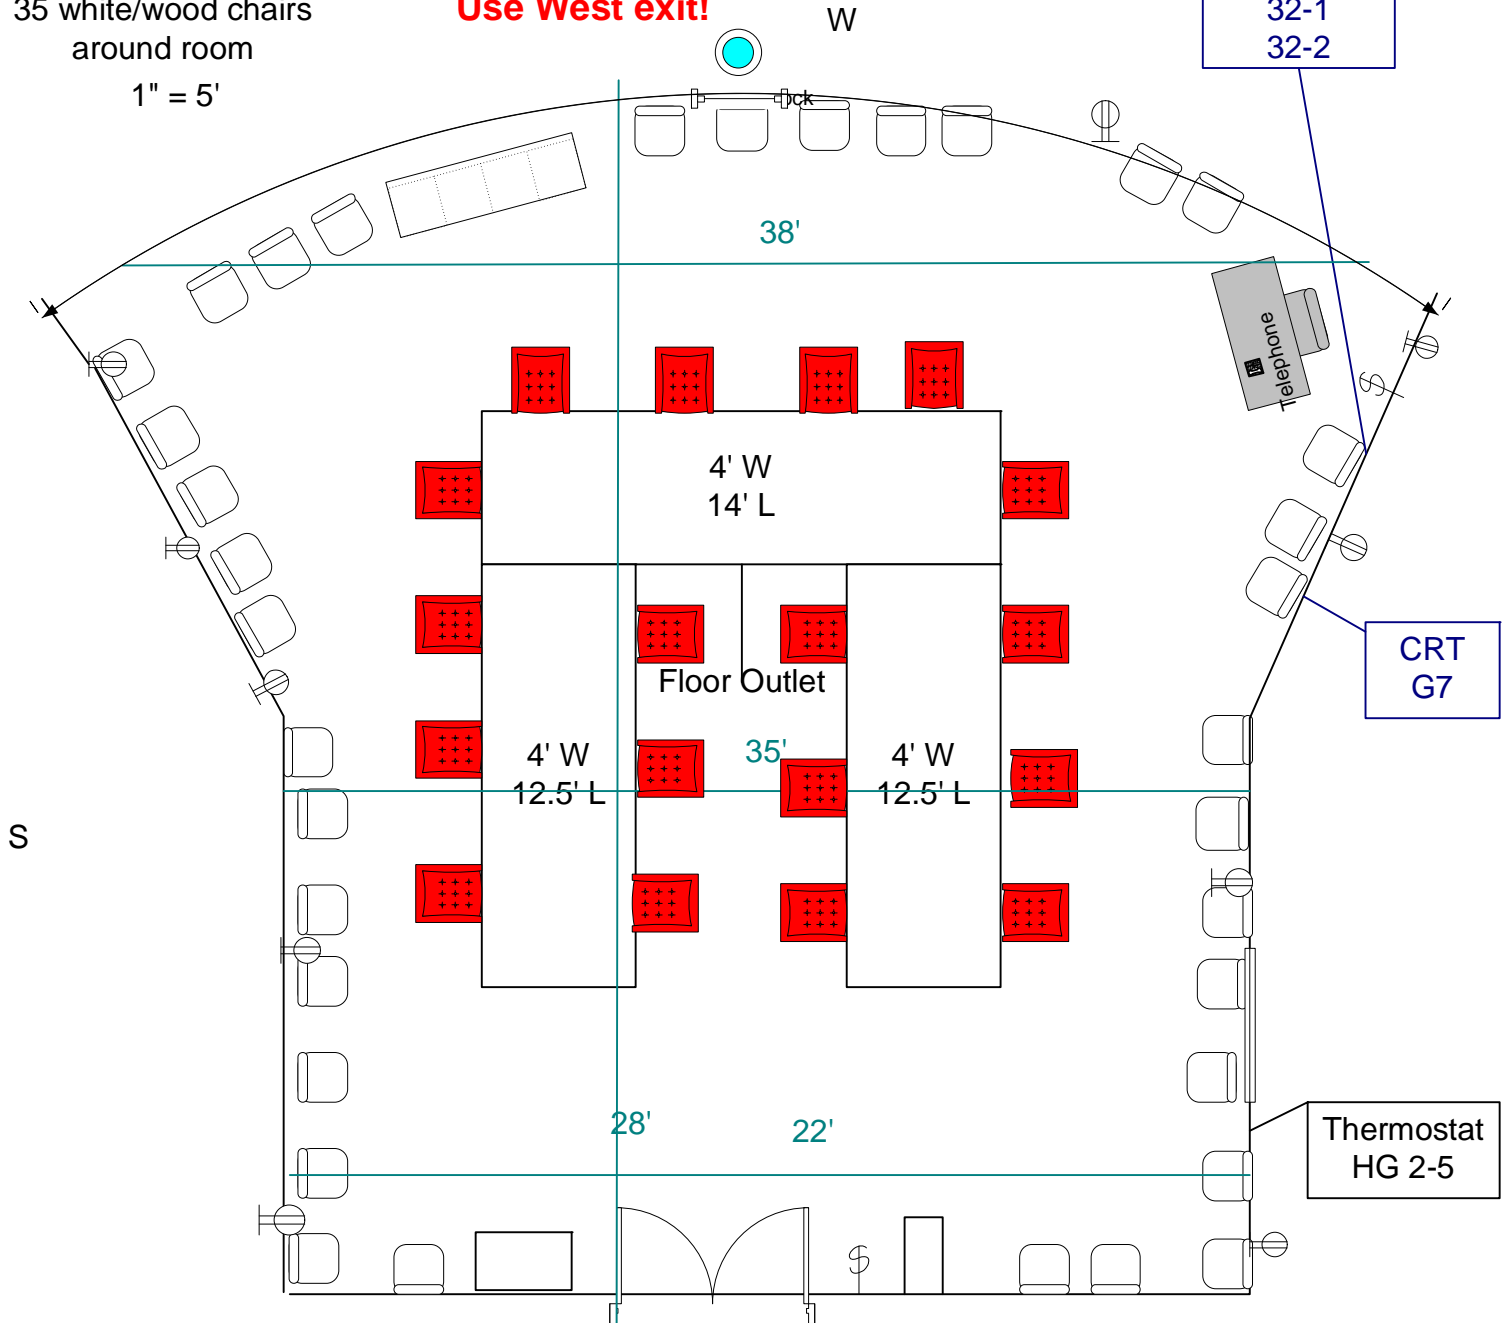 35 white/wood chairs
around room
1" = 5'
Use West exit!
W
32-1
32-2
38'
Telephone
4' W
14' L
Floor Outlet
35'
4' W
12.5' L
4' W
12.5' L
CRT
G7
S
28'
22'
Thermostat
HG 2-5